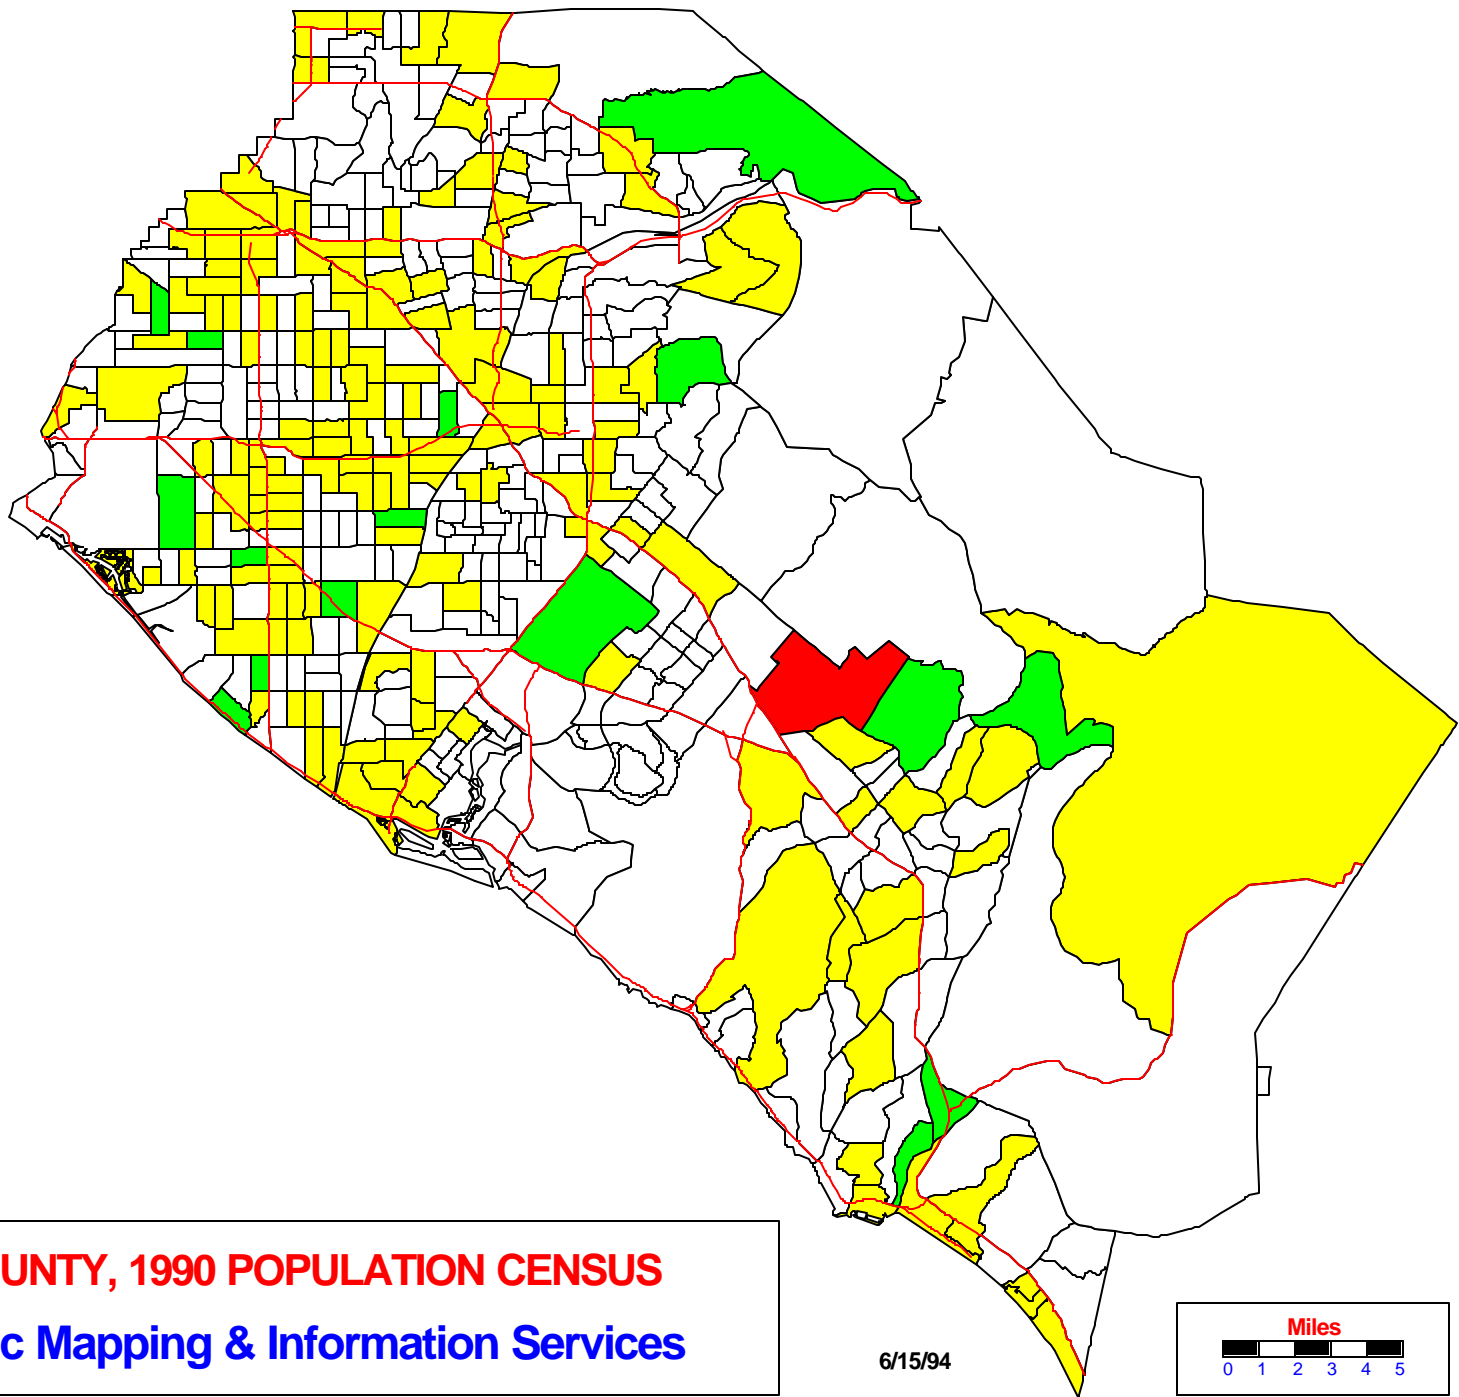 UNTY, 1990 POPULATION CENSUS
c Mapping & Information Services
6/15/94
Miles
0 1 2 3 4 5